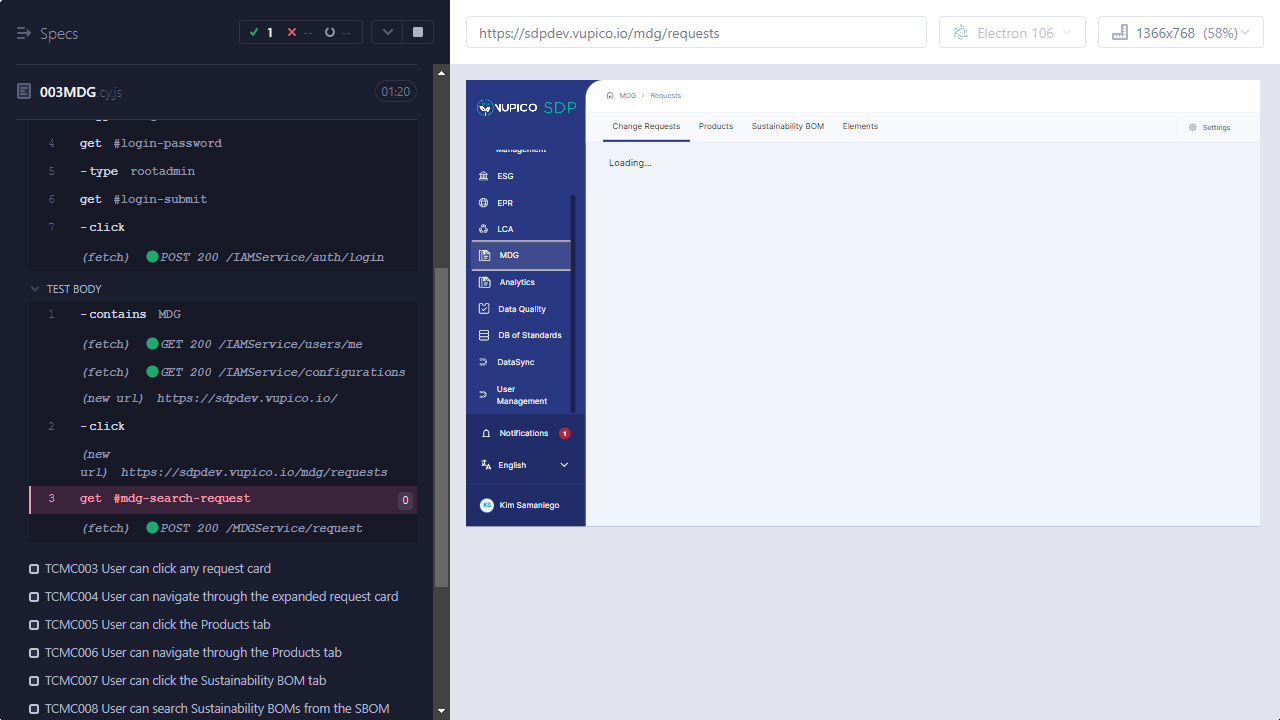 Specs
1
--
--
003MDG.cy.js
01:20
4 get #login-password
5 -type rootadmin
6 get #login-submit
7 -click
(fetch) POST 200 /IAMService/auth/login
TEST BODY
1 -contains MDG
(fetch) GET 200 /IAMService/users/me
(fetch) GET 200 /IAMService/configurations
(new url) https://sdpdev.vupico.io/
2 -click
(new
url) https://sdpdev.vupico.io/mdg/requests
3 get #mdg-search-request 0
(fetch) POST 200 /MDGService/request
TCMC003 User can click any request card
TCMC004 User can navigate through the expanded request card
TCMC005 User can click the Products tab
TCMC006 User can navigate through the Products tab
TCMC007 User can click the Sustainability BOM tab
TCMC008 User can search Sustainability BOMs from the SBOM
https://sdpdev.vupico.io/mdg/requests
Electron 106
1366x768 (58%)
VUPICO SDP
MDG › Requests
Change Requests Products Sustainability BOM Elements
Settings
Loading...
Management
ESG
EPR
LCA
MDG
Analytics
Data Quality
DB of Standards
DataSync
User
Management
Notifications 1
English
KS Kim Samaniego